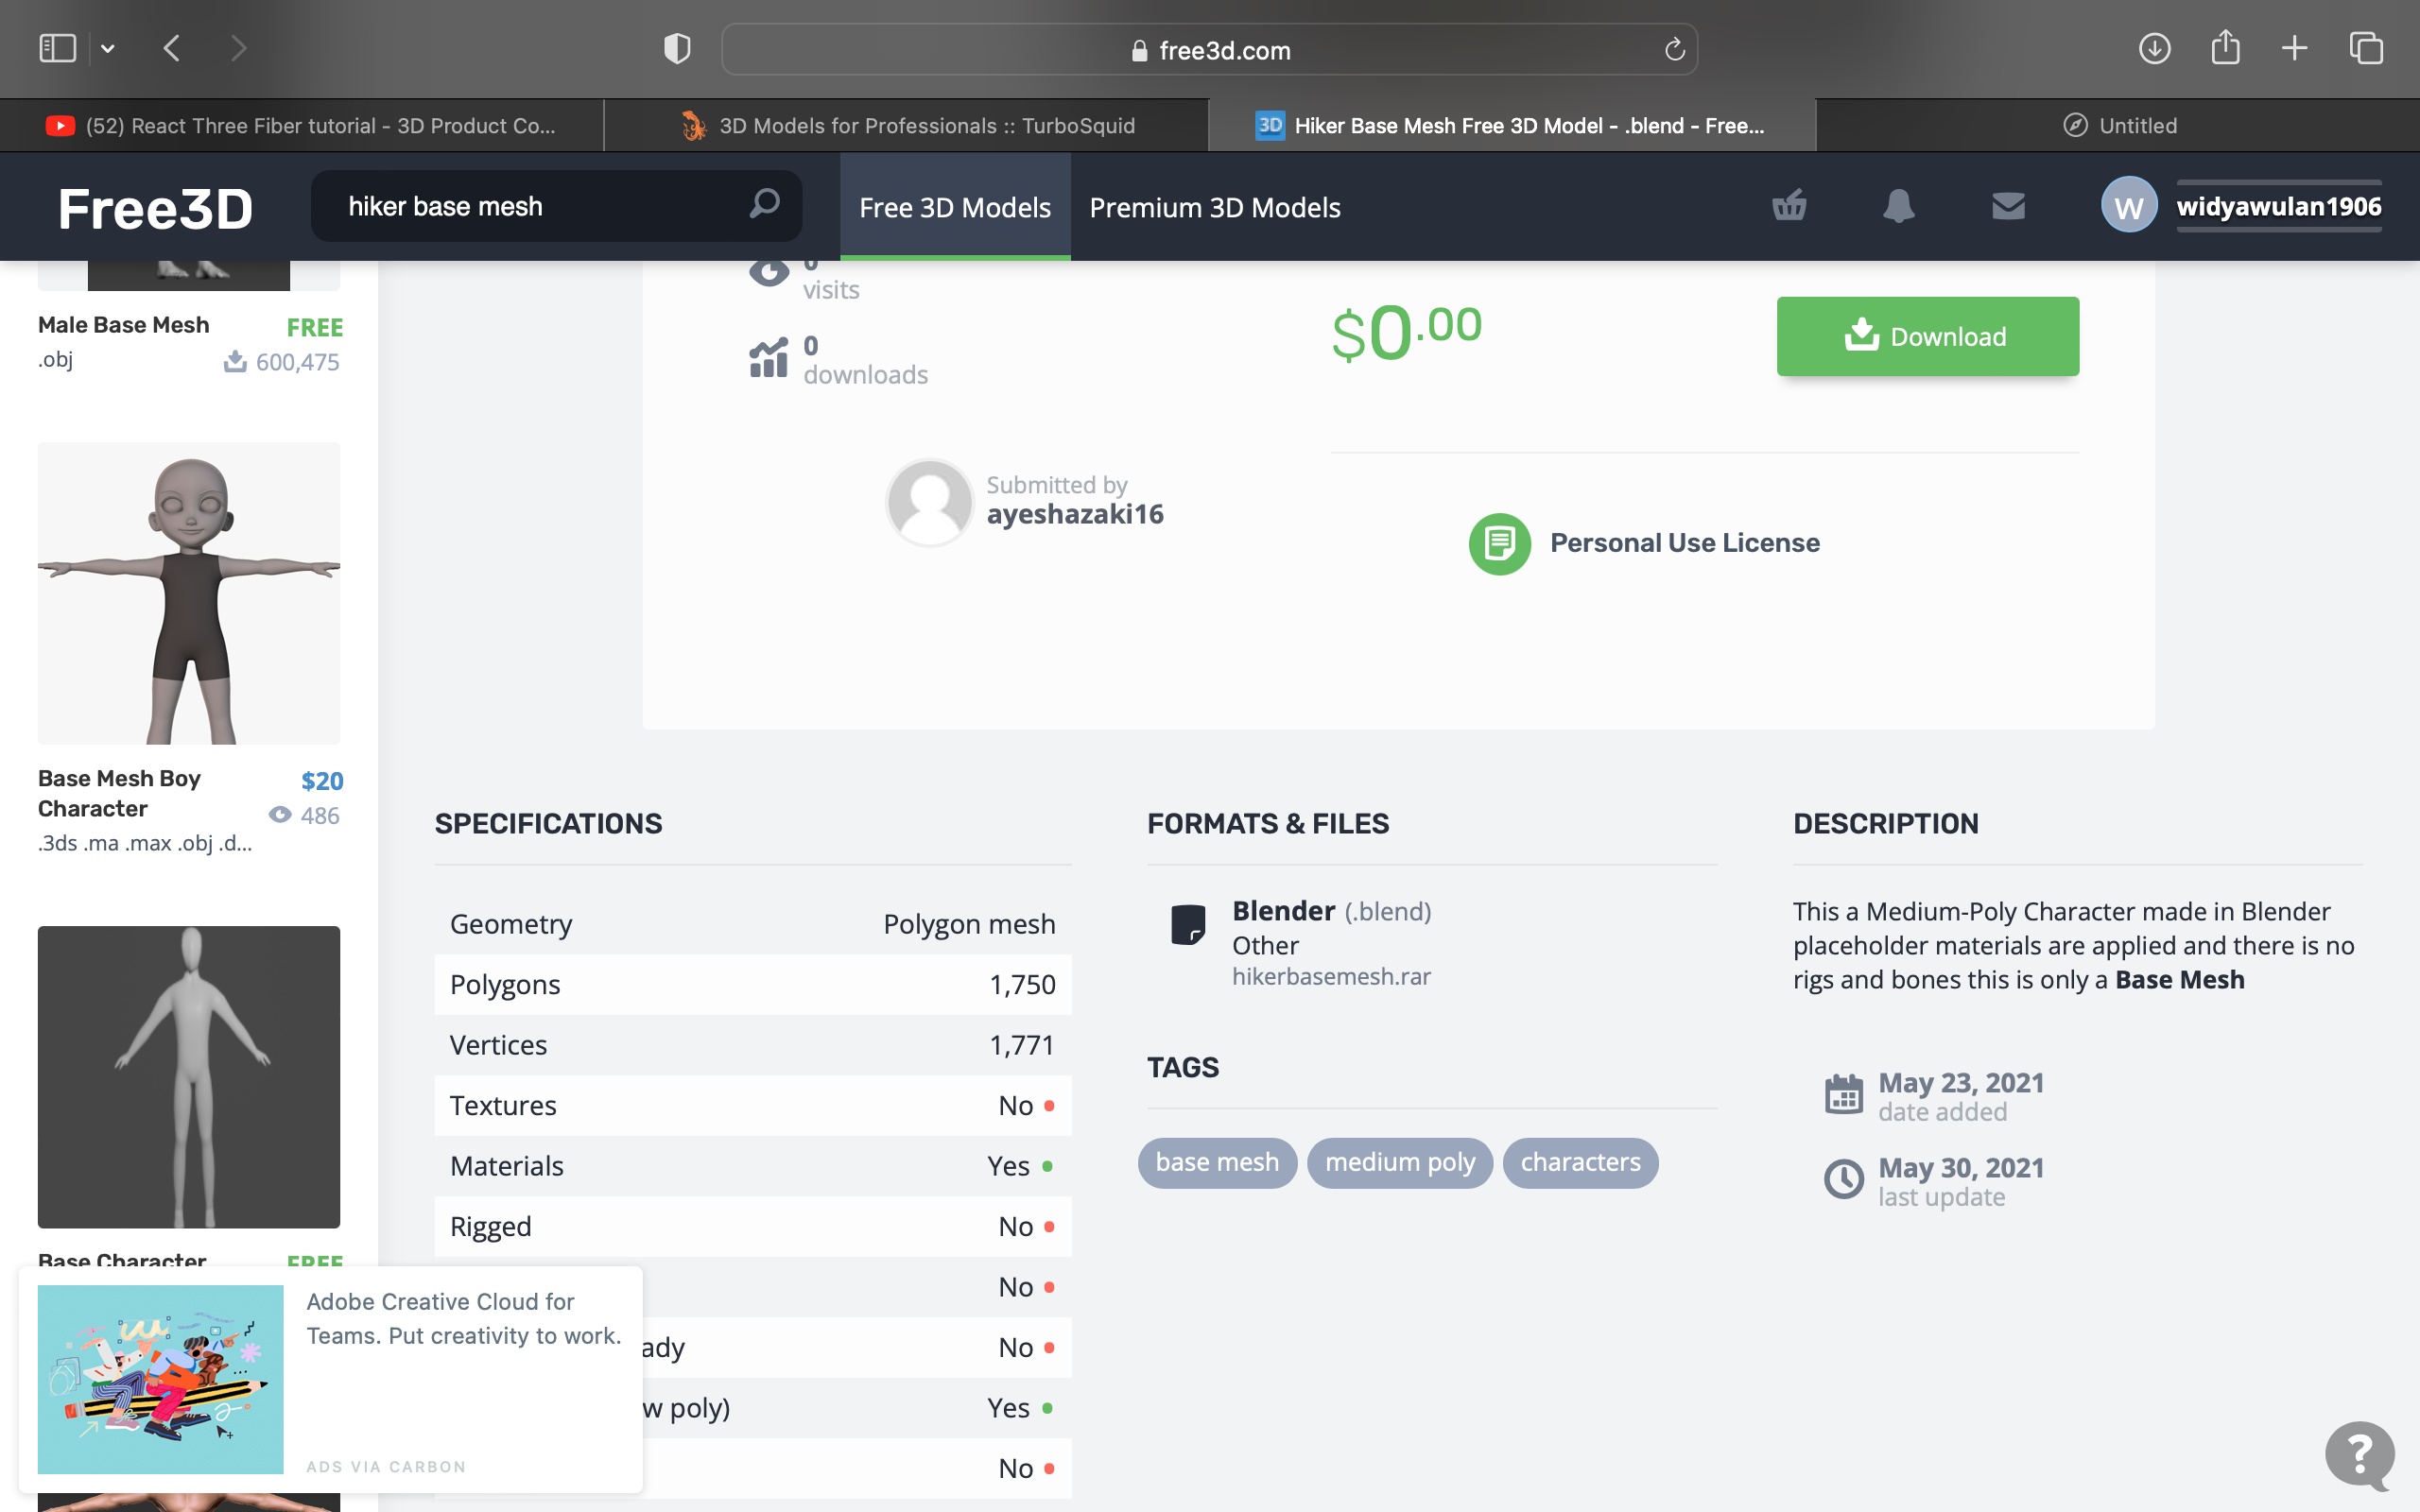 free3d.com
(52) React Three Fiber tutorial - 3D Product Co...
3D Models for Professionals :: TurboSquid
3D
Hiker Base Mesh Free 3D Model - .blend - Free...
Untitled
Free3D
hiker base mesh
Free 3D Models
Premium 3D Models
W
widyawulan1906
Male Base Mesh
FREE
.obj
600,475
Base Mesh Boy
Character
$20
486
.3ds .ma .max .obj .d...
Base Character
FREE
Adobe Creative Cloud for
Teams. Put creativity to work.
ADS VIA CARBON
0
visits
0
downloads
$0.00
Download
Submitted by
ayeshazaki16
Personal Use License
SPECIFICATIONS
Geometry Polygon mesh
Polygons 1,750
Vertices 1,771
Textures No
Materials Yes
Rigged No
No
ady No
w poly) Yes
No
FORMATS & FILES
Blender (.blend)
Other
hikerbasemesh.rar
TAGS
base mesh
medium poly
characters
DESCRIPTION
This a Medium-Poly Character made in Blender
placeholder materials are applied and there is no
rigs and bones this is only a Base Mesh
May 23, 2021
date added
May 30, 2021
last update
?